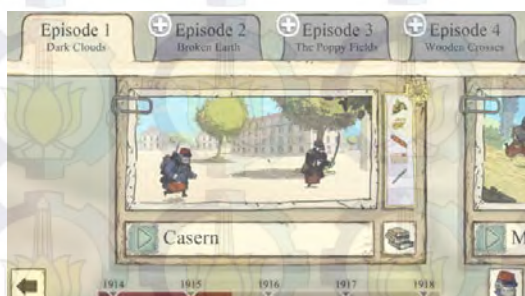 Episode 1
Dark Clouds
Episode 2
Broken Earth
Episode 3
The Poppy Fields
Episode 4
Wooden Crosses
Casern
M
1914 1915 1916 1917 1918